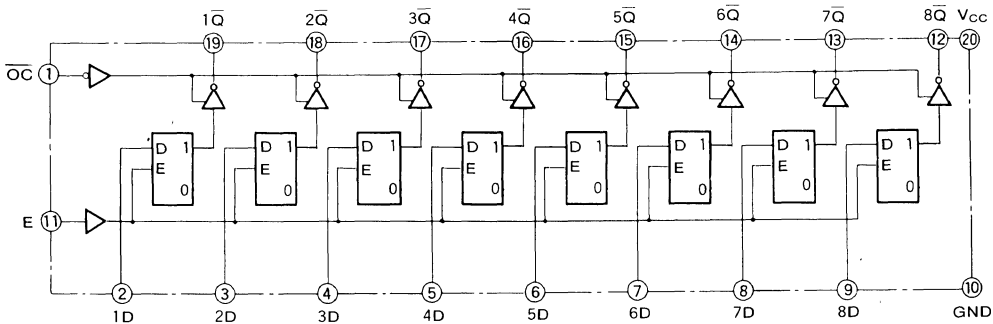 1Q̅ 2Q̅ 3Q̅ 4Q̅ 5Q̅ 6Q̅ 7Q̅ 8Q̅ VCC
19 18 17 16 15 14 13 12 20
O̅C̅ 1
D 1 D 1 D 1 D 1 D 1 D 1 D 1 D 1
E E E E E E E E
0 0 0 0 0 0 0 0
E 11
2 3 4 5 6 7 8 9 10
1D 2D 3D 4D 5D 6D 7D 8D GND